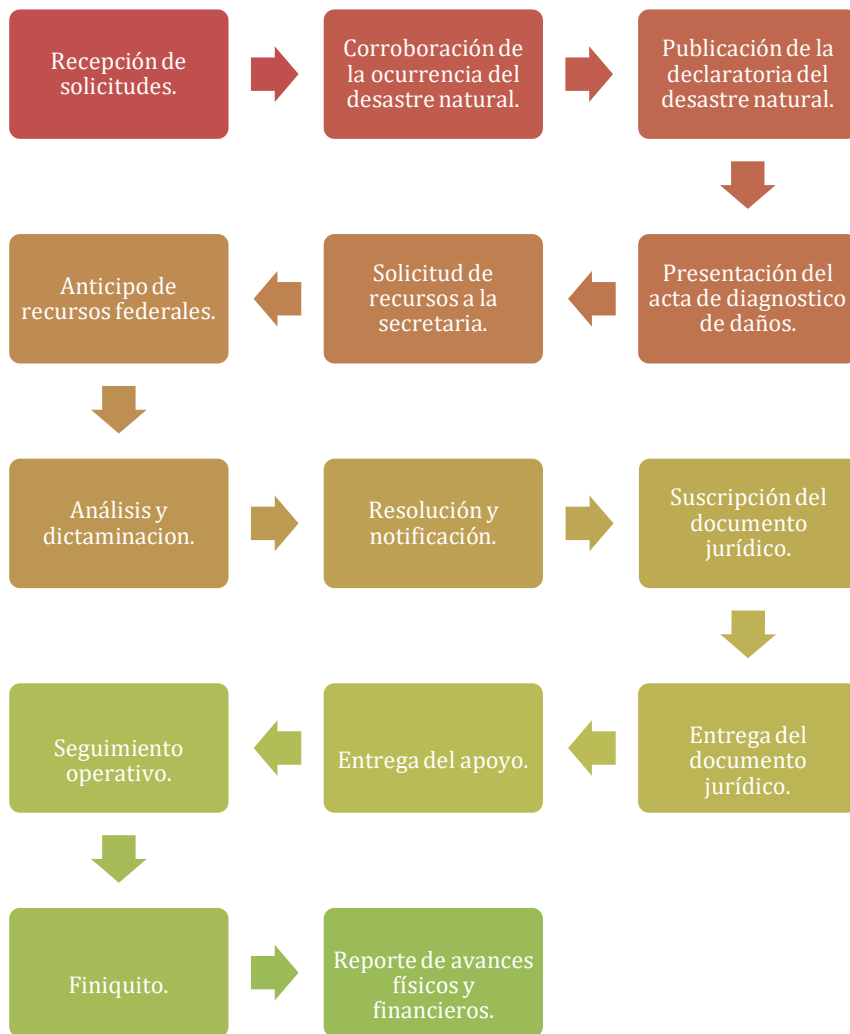 Recepción de
solicitudes.
Corroboración de
la ocurrencia del
desastre natural.
Publicación de la
declaratoria del
desastre natural.
Presentación del
acta de diagnostico
de daños.
Solicitud de
recursos a la
secretaria.
Anticipo de
recursos federales.
Análisis y
dictaminacion.
Resolución y
notificación.
Suscripción del
documento
jurídico.
Entrega del
documento
jurídico.
Entrega del apoyo.
Seguimiento
operativo.
Finiquito.
Reporte de avances
físicos y
financieros.